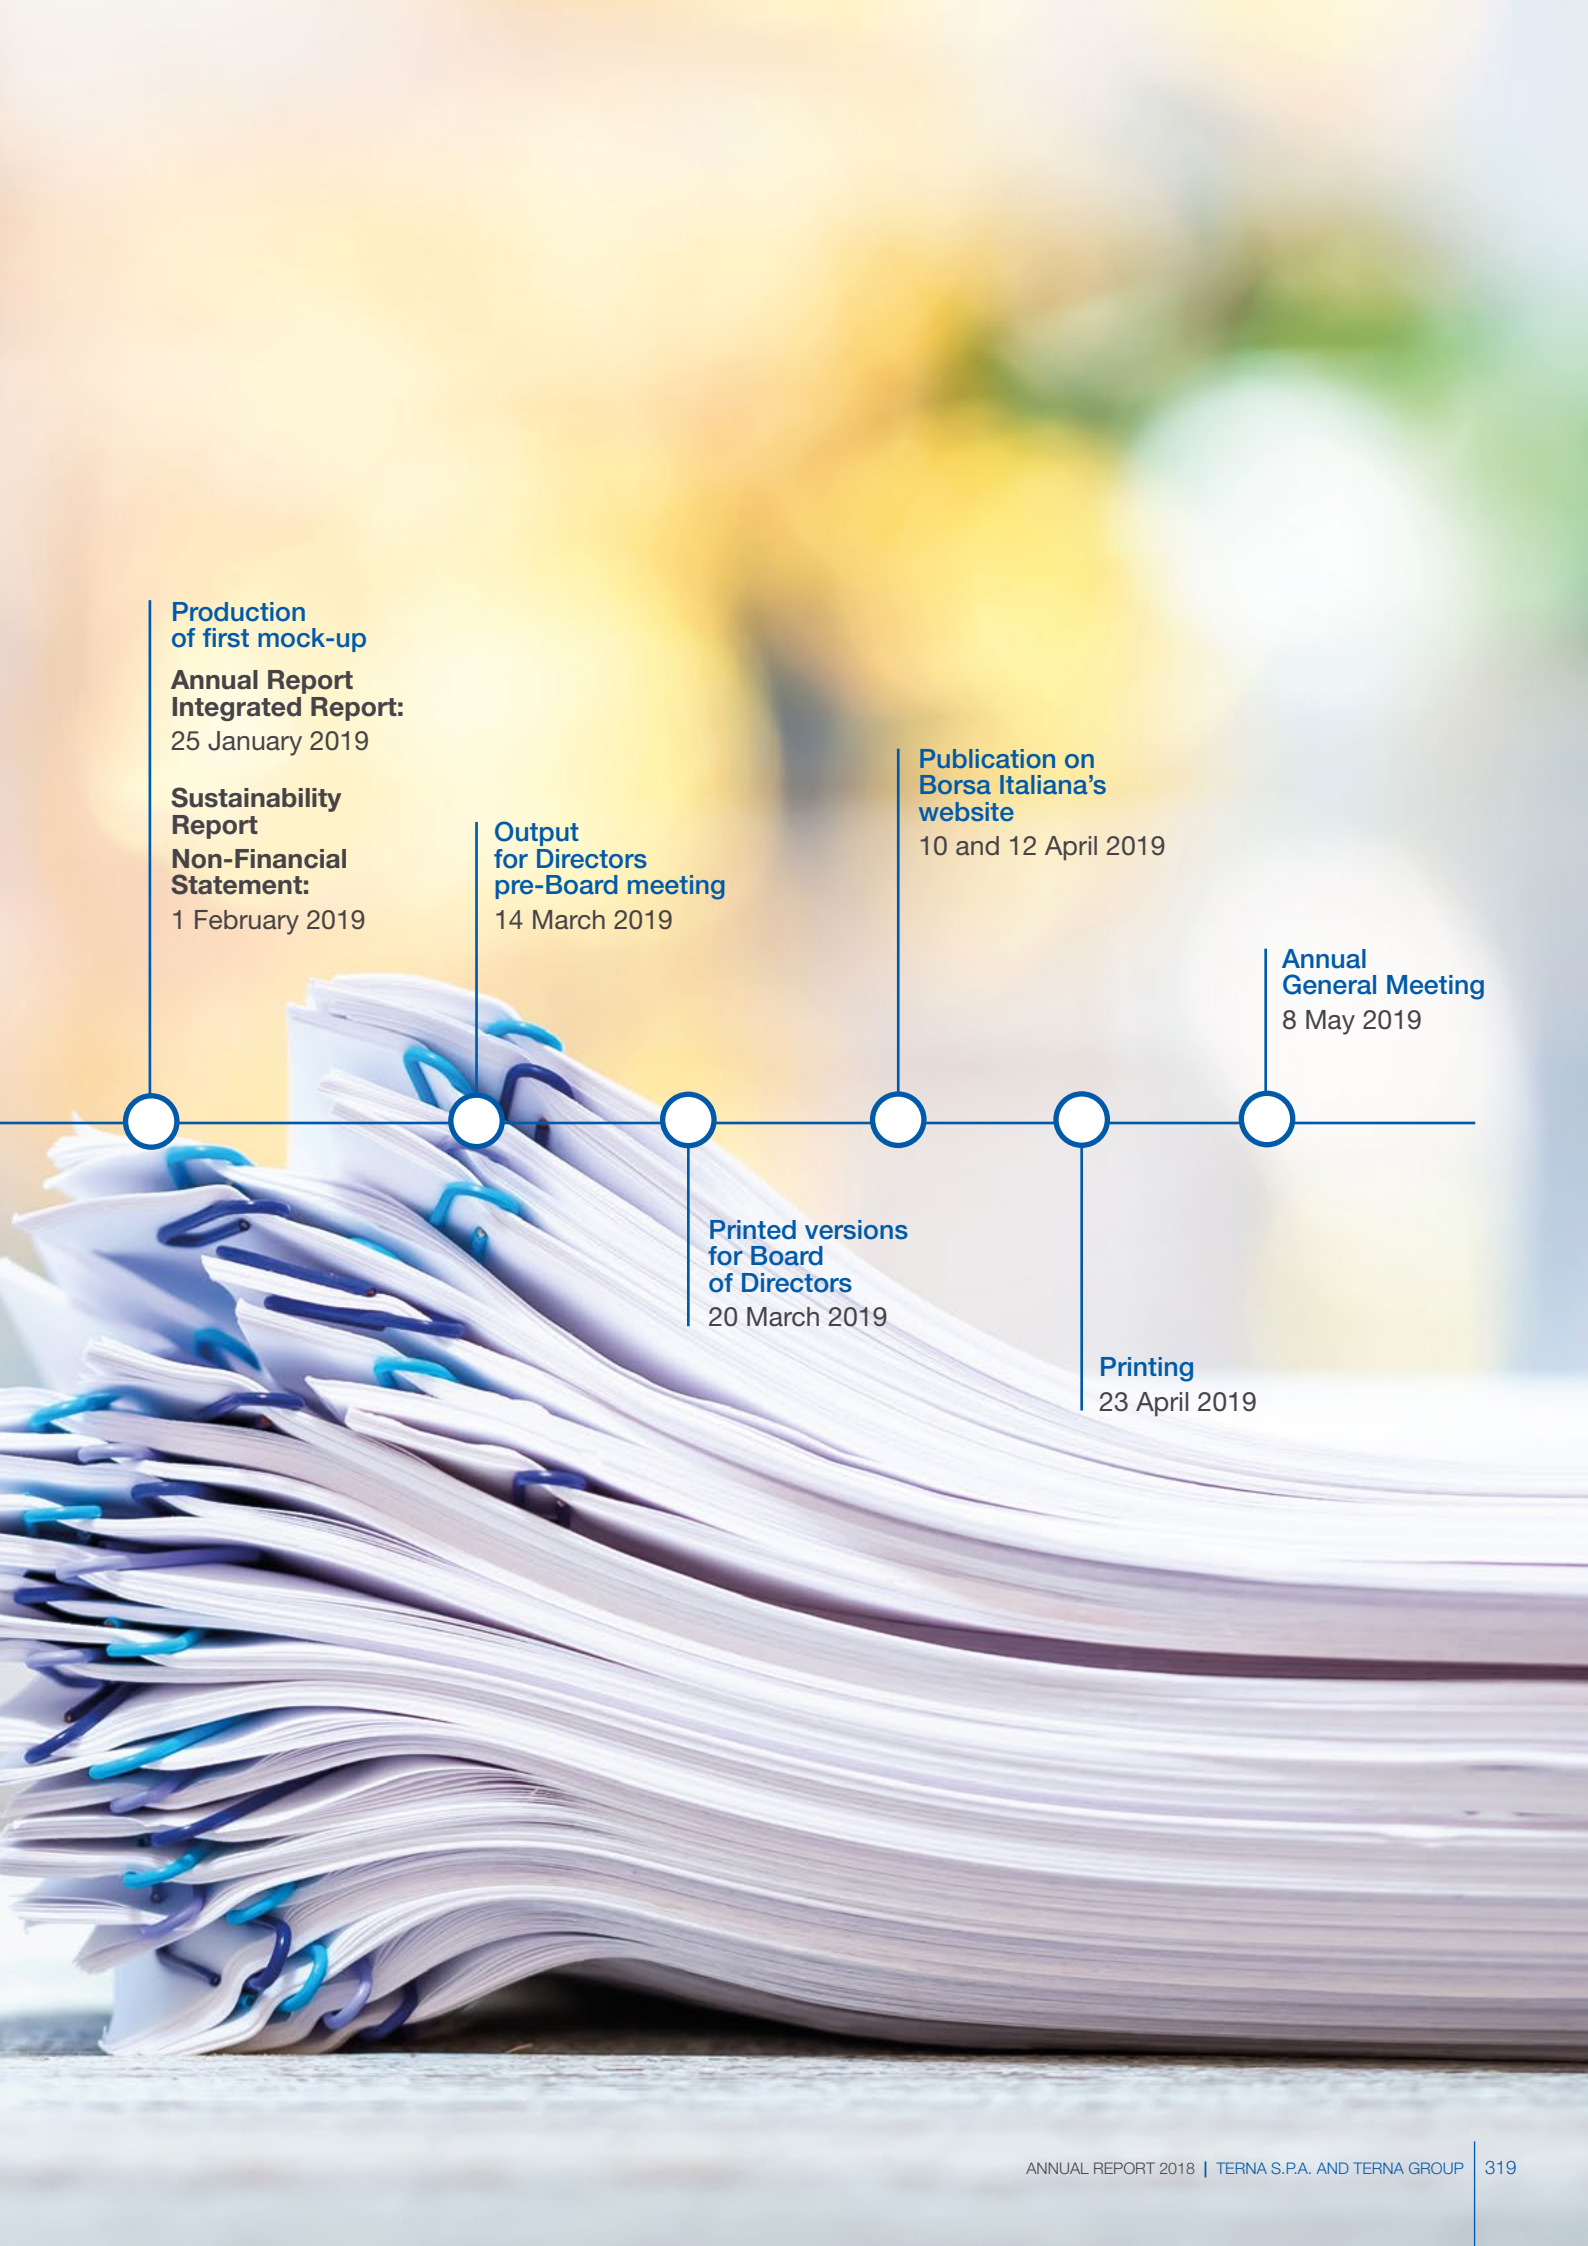 Production
of first mock-up
Annual Report
Integrated Report:
25 January 2019
Sustainability
Report
Non-Financial
Statement:
1 February 2019
Output
for Directors
pre-Board meeting
14 March 2019
Printed versions
for Board
of Directors
20 March 2019
Publication on
Borsa Italiana’s
website
10 and 12 April 2019
Printing
23 April 2019
Annual
General Meeting
8 May 2019
ANNUAL REPORT 2018 | TERNA S.P.A. AND TERNA GROUP | 319